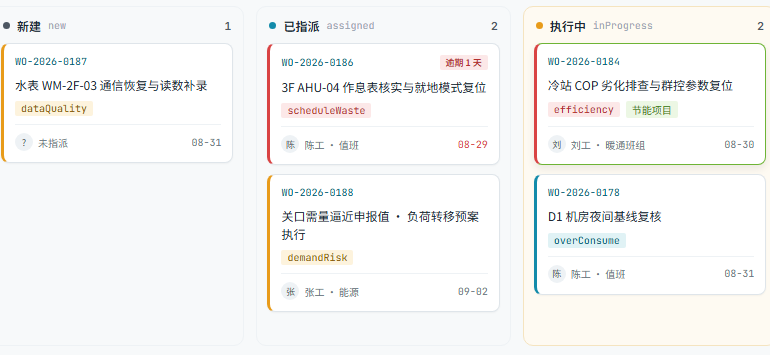 新建 new 1
WO-2026-0187
水表 WM-2F-03 通信恢复与读数补录
dataQuality
? 未指派 08-31
已指派 assigned 2
WO-2026-0186 逾期 1 天
3F AHU-04 作息表核实与就地模式复位
scheduleWaste
陈 陈工 · 值班 08-29
WO-2026-0188
关口需量逼近申报值 · 负荷转移预案
执行
demandRisk
张 张工 · 能源 09-02
执行中 inProgress 2
WO-2026-0184
冷站 COP 劣化排查与群控参数复位
efficiency 节能项目
刘 刘工 · 暖通班组 08-30
WO-2026-0178
D1 机房夜间基线复核
overConsume
陈 陈工 · 值班 08-31